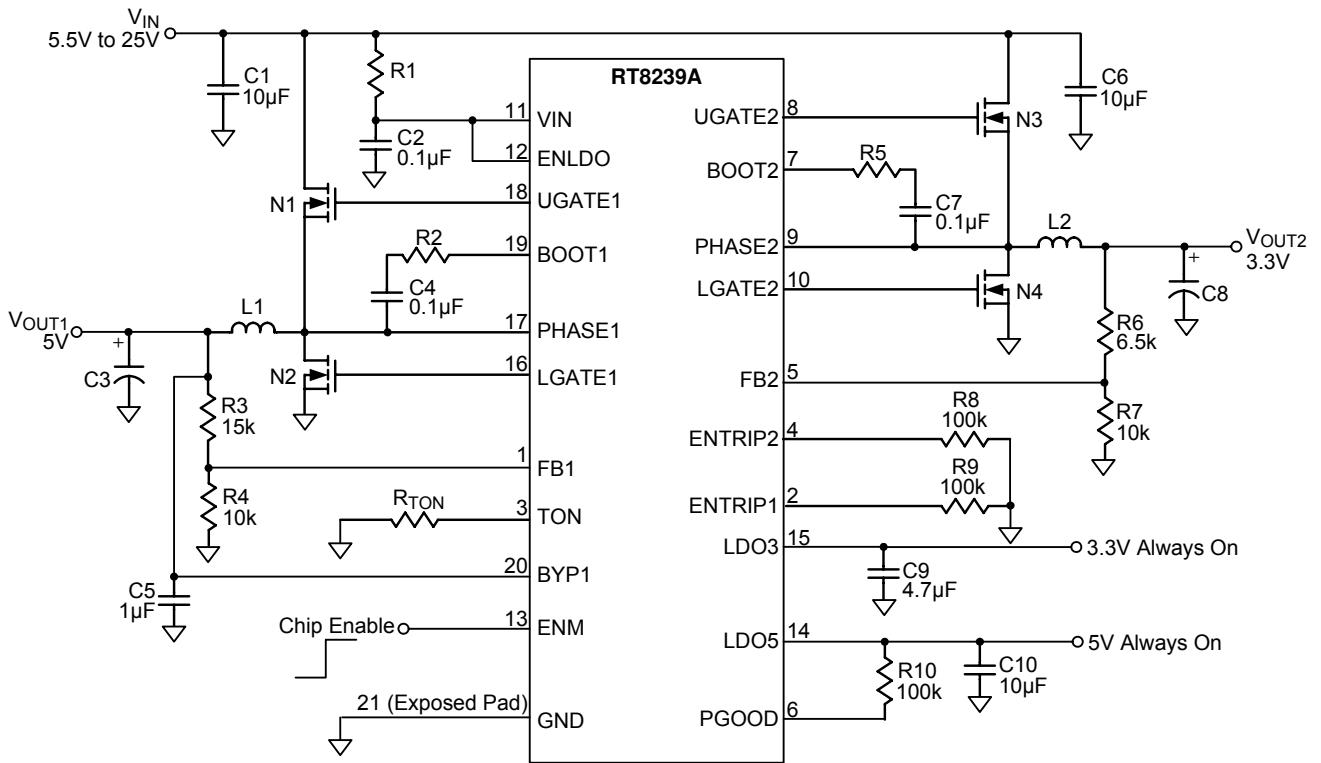 V_IN
5.5V to 25V
C1
10µF
R1
C2
0.1µF
RT8239A
11
VIN
12
ENLDO
18
UGATE1
19
BOOT1
17
PHASE1
16
LGATE1
1
FB1
3
TON
20
BYP1
13
ENM
21 (Exposed Pad)
GND
N1
R2
C4
0.1µF
L1
V_OUT1
5V
+
C3
N2
R3
15k
R4
10k
R_TON
C5
1µF
Chip Enable
UGATE2
8
BOOT2
7
PHASE2
9
LGATE2
10
FB2
5
ENTRIP2
4
ENTRIP1
2
LDO3
15
LDO5
14
PGOOD
6
C6
10µF
N3
R5
C7
0.1µF
L2
V_OUT2
3.3V
+
C8
N4
R6
6.5k
R7
10k
R8
100k
R9
100k
3.3V Always On
C9
4.7µF
5V Always On
R10
100k
C10
10µF